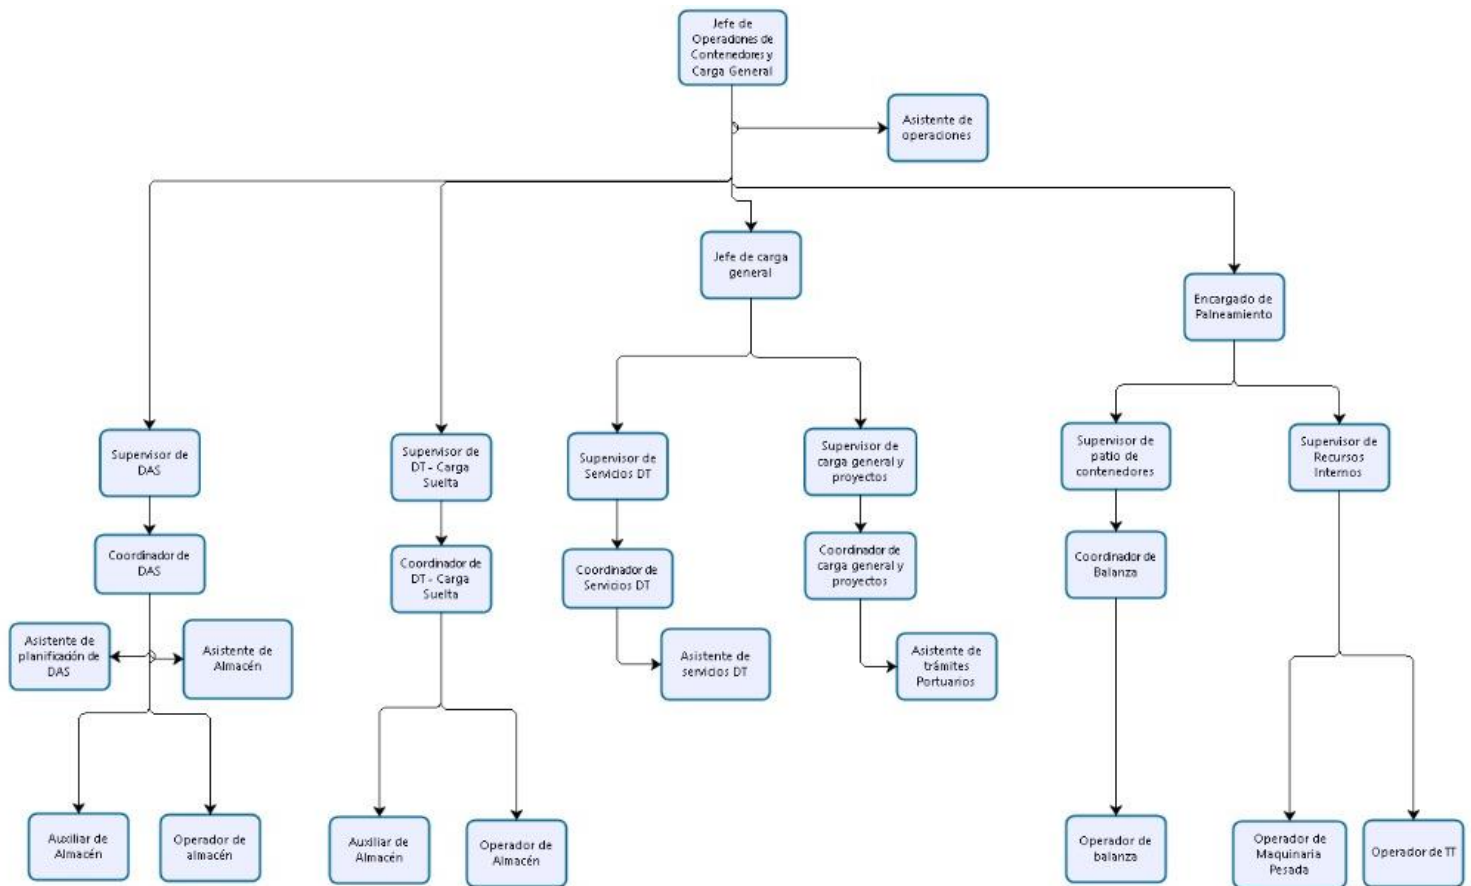 Jefe de
Operadones de
Contenedores y
Carga General
Asistente de
operaciones
Jefe de carga
general
Encargado de
Palneamiento
Supervisor de
DAS
Supervisor de
DT - Carga
Suelta
Supervisor de
Servicios DT
Supervisor de
carga general y
proyectos
Supervisor de
patio de
contenedores
Supervisor de
Recursos
Internos
Coordinador de
DAS
Coordinador de
DT - Carga
Suelta
Coordinador de
Servicios DT
Coordinador de
carga general y
proyectos
Coordinador de
Balanza
Asistente de
planificación de
DAS
Asistente de
Almacén
Asistente de
servicios DT
Asistente de
trámites
Portuarios
Auxiliar de
Almacén
Operador de
almacén
Auxiliar de
Almacén
Operador de
Almacén
Operador de
balanza
Operador de
Maquinaria
Pesada
Operador de TT